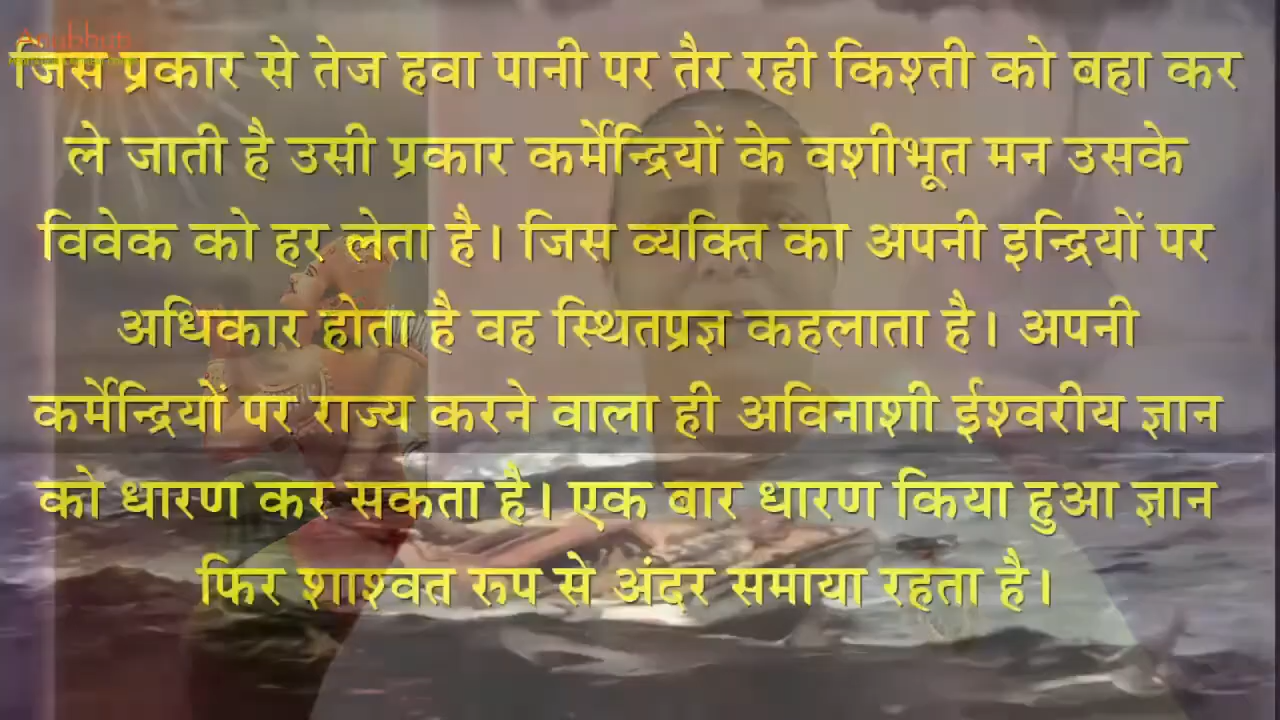 Anubhuti
जिस प्रकार से तेज हवा पानी पर तैर रही किश्ती को बहा कर
ले जाती है उसी प्रकार कर्मेन्द्रियों के वशीभूत मन उसके
विवेक को हर लेता है। जिस व्यक्ति का अपनी इन्द्रियों पर
अधिकार होता है वह स्थितप्रज्ञ कहलाता है। अपनी
कर्मेन्द्रियों पर राज्य करने वाला ही अविनाशी ईश्वरीय ज्ञान
को धारण कर सकता है। एक बार धारण किया हुआ ज्ञान
फिर शाश्वत रूप से अंदर समाया रहता है।